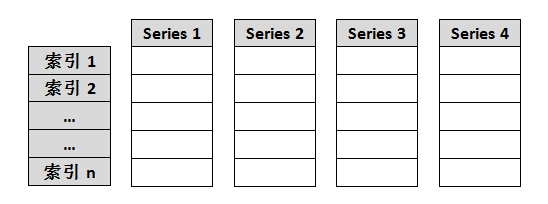 Series 1 Series 2 Series 3 Series 4
索引 1
索引 2
...
...
索引 n